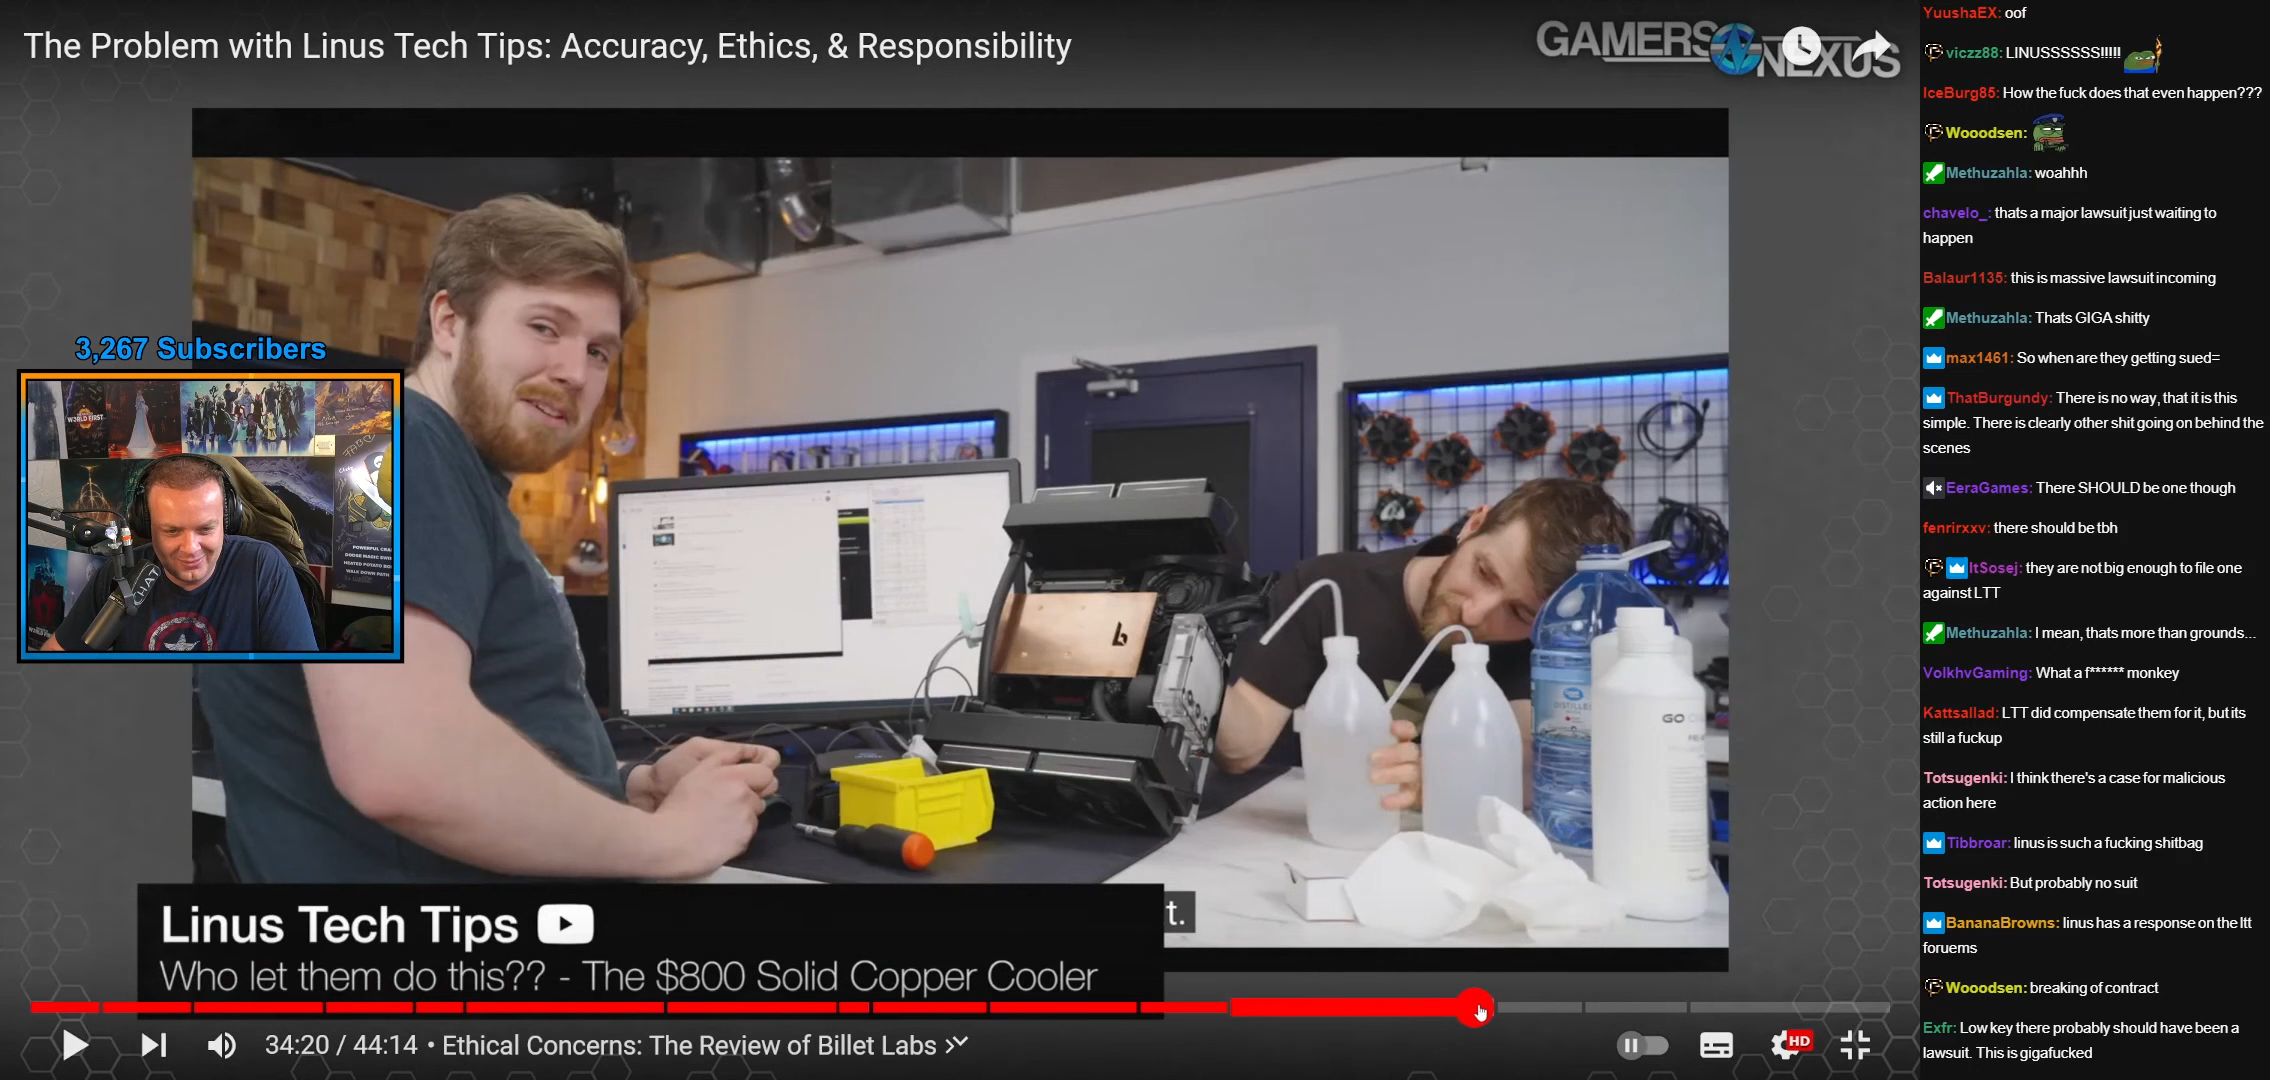 The Problem with Linus Tech Tips: Accuracy, Ethics, & Responsibility
GAMERS
NEXUS
3,267 Subscribers
WORLD FIRST
CHAT
b
DISTILLED
GO
t.
Linus Tech Tips
Who let them do this?? - The $800 Solid Copper Cooler
34:20 / 44:14 • Ethical Concerns: The Review of Billet Labs
HD
YuushaEX: oof
viczz88: LINUSSSSSS!!!!!
IceBurg85: How the fuck does that even happen???
Wooodsen:
Methuzahla: woahhh
chavelo_: thats a major lawsuit just waiting to
happen
Balaur1135: this is massive lawsuit incoming
Methuzahla: Thats GIGA shitty
max1461: So when are they getting sued=
ThatBurgundy: There is no way, that it is this
simple. There is clearly other shit going on behind the
scenes
EeraGames: There SHOULD be one though
fenrirxxv: there should be tbh
ItSosej: they are not big enough to file one
against LTT
Methuzahla: I mean, thats more than grounds...
VolkhvGaming: What a f****** monkey
Kattsallad: LTT did compensate them for it, but its
still a fuckup
Totsugenki: I think there's a case for malicious
action here
Tibbroar: linus is such a fucking shitbag
Totsugenki: But probably no suit
BananaBrowns: linus has a response on the ltt
foruems
Wooodsen: breaking of contract
Exfr: Low key there probably should have been a
lawsuit. This is gigafucked